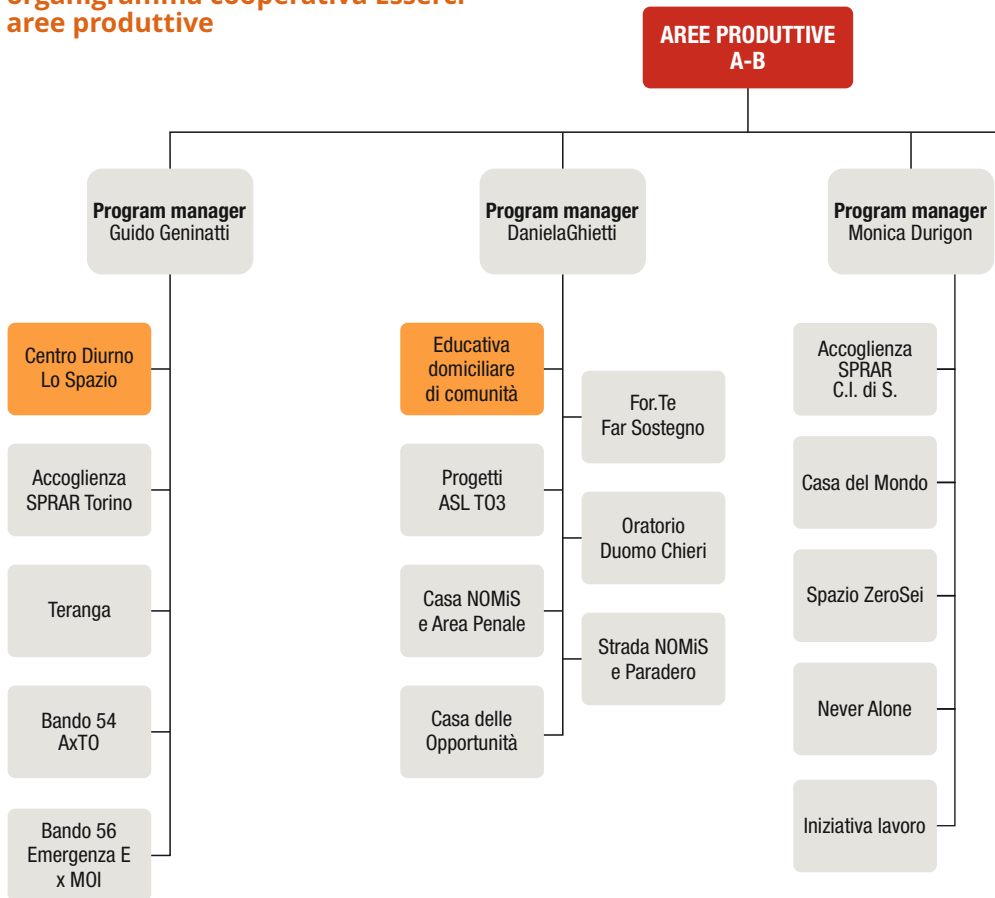 organigramma cooperativa Esserci
aree produttive
AREE PRODUTTIVE
A-B
Program manager
Guido Geninatti
Program manager
DanielaGhietti
Program manager
Monica Durigon
Centro Diurno
Lo Spazio
Accoglienza
SPRAR Torino
Teranga
Bando 54
AxTO
Bando 56
Emergenza E
x MOI
Educativa
domiciliare
di comunità
For.Te
Far Sostegno
Progetti
ASL TO3
Oratorio
Duomo Chieri
Casa NOMiS
e Area Penale
Strada NOMiS
e Paradero
Casa delle
Opportunità
Accoglienza
SPRAR
C.I. di S.
Casa del Mondo
Spazio ZeroSei
Never Alone
Iniziativa lavoro